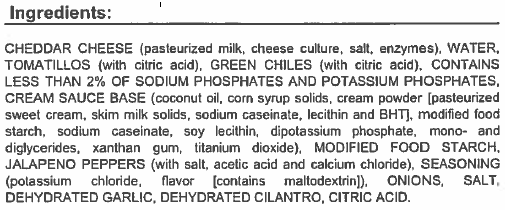 Ingredients:
CHEDDAR CHEESE (pasteurized milk, cheese culture, salt, enzymes), WATER,
TOMATILLOS (with citric acid), GREEN CHILES (with citric acid), CONTAINS
LESS THAN 2% OF SODIUM PHOSPHATES AND POTASSIUM PHOSPHATES,
CREAM SAUCE BASE (coconut oil, corn syrup solids, cream powder [pasteurized
sweet cream, skim milk solids, sodium caseinate, lecithin and BHT], modified food
starch, sodium caseinate, soy lecithin, dipotassium phosphate, mono- and
diglycerides, xanthan gum, titanium dioxide), MODIFIED FOOD STARCH,
JALAPENO PEPPERS (with salt, acetic acid and calcium chloride), SEASONING
(potassium chloride, flavor [contains maltodextrin]), ONIONS, SALT,
DEHYDRATED GARLIC, DEHYDRATED CILANTRO, CITRIC ACID.